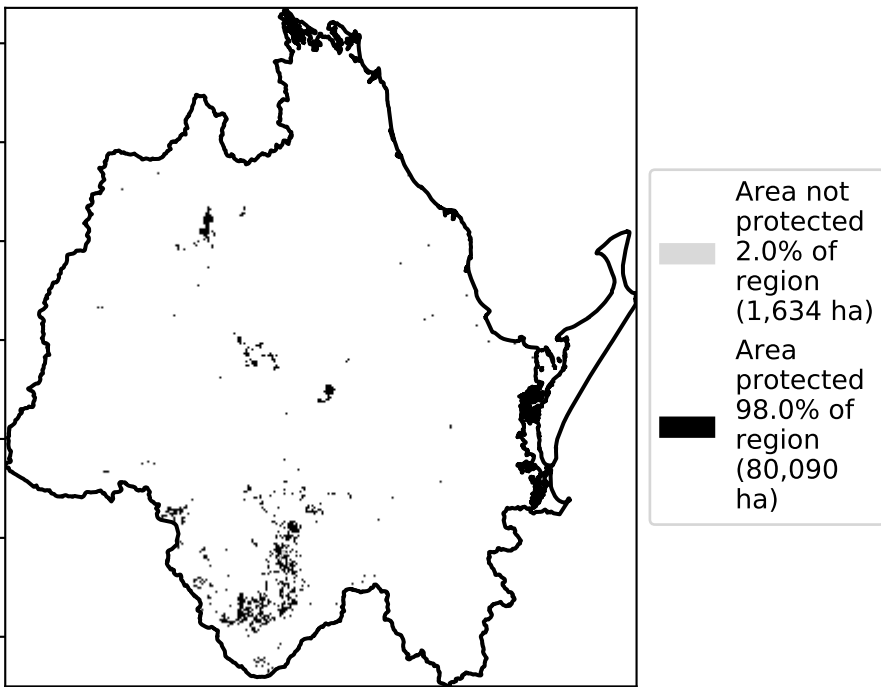 Area not
protected
2.0% of
region
(1,634 ha)
Area
protected
98.0% of
region
(80,090
ha)